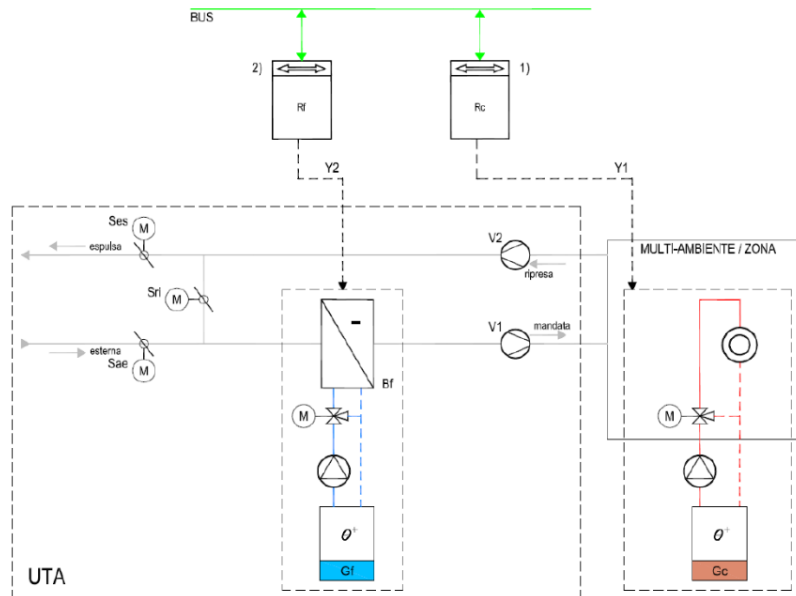 BUS
2)
1)
Rf
Rc
Y2
Y1
Ses
M
espulsa
V2
ripresa
MULTI-AMBIENTE / ZONA
Sri
M
V1
mandata
esterna
Sae
M
-
Bf
M
M
θ+
θ+
Gf
Gc
UTA